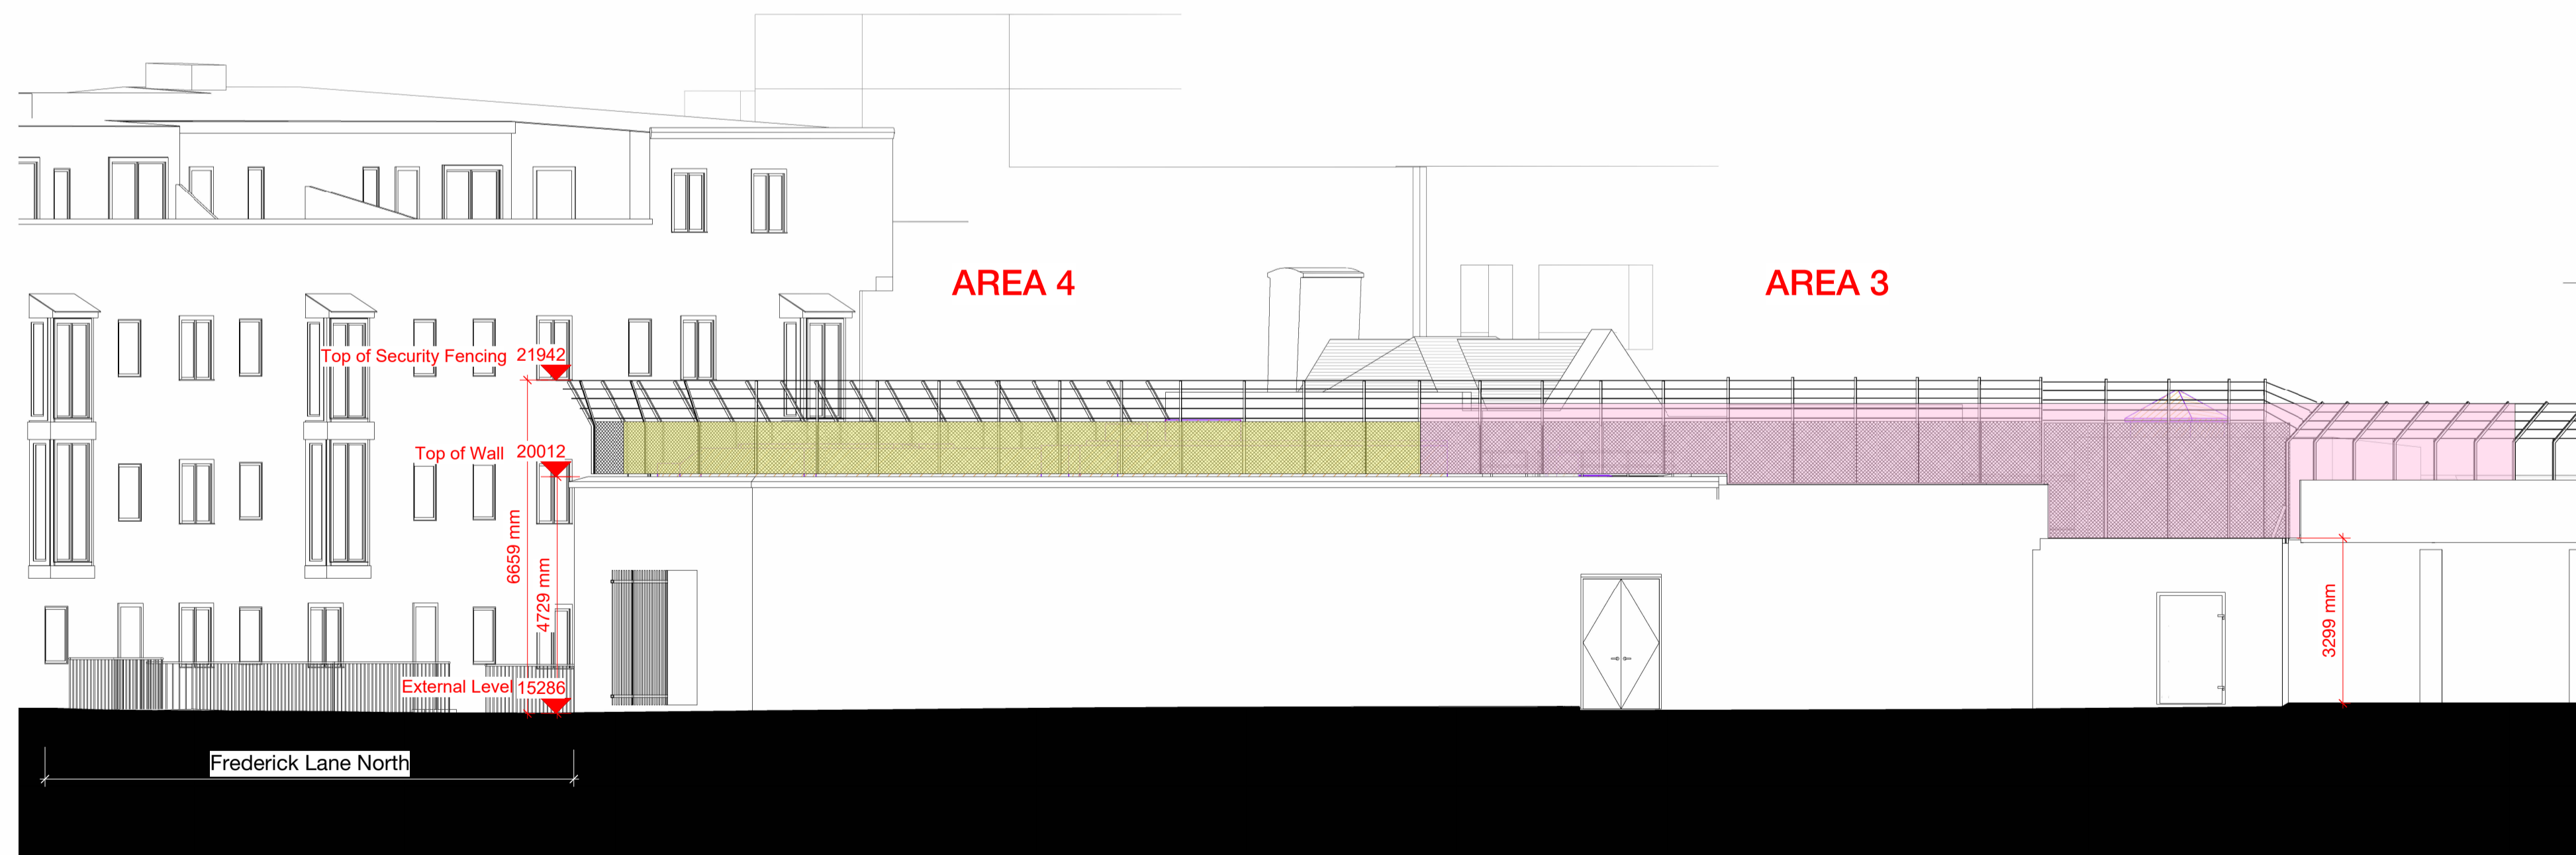 AREA 4
AREA 3
Top of Security Fencing 21942
Top of Wall 20012
6659 mm
4729 mm
3299 mm
External Level 15286
Frederick Lane North